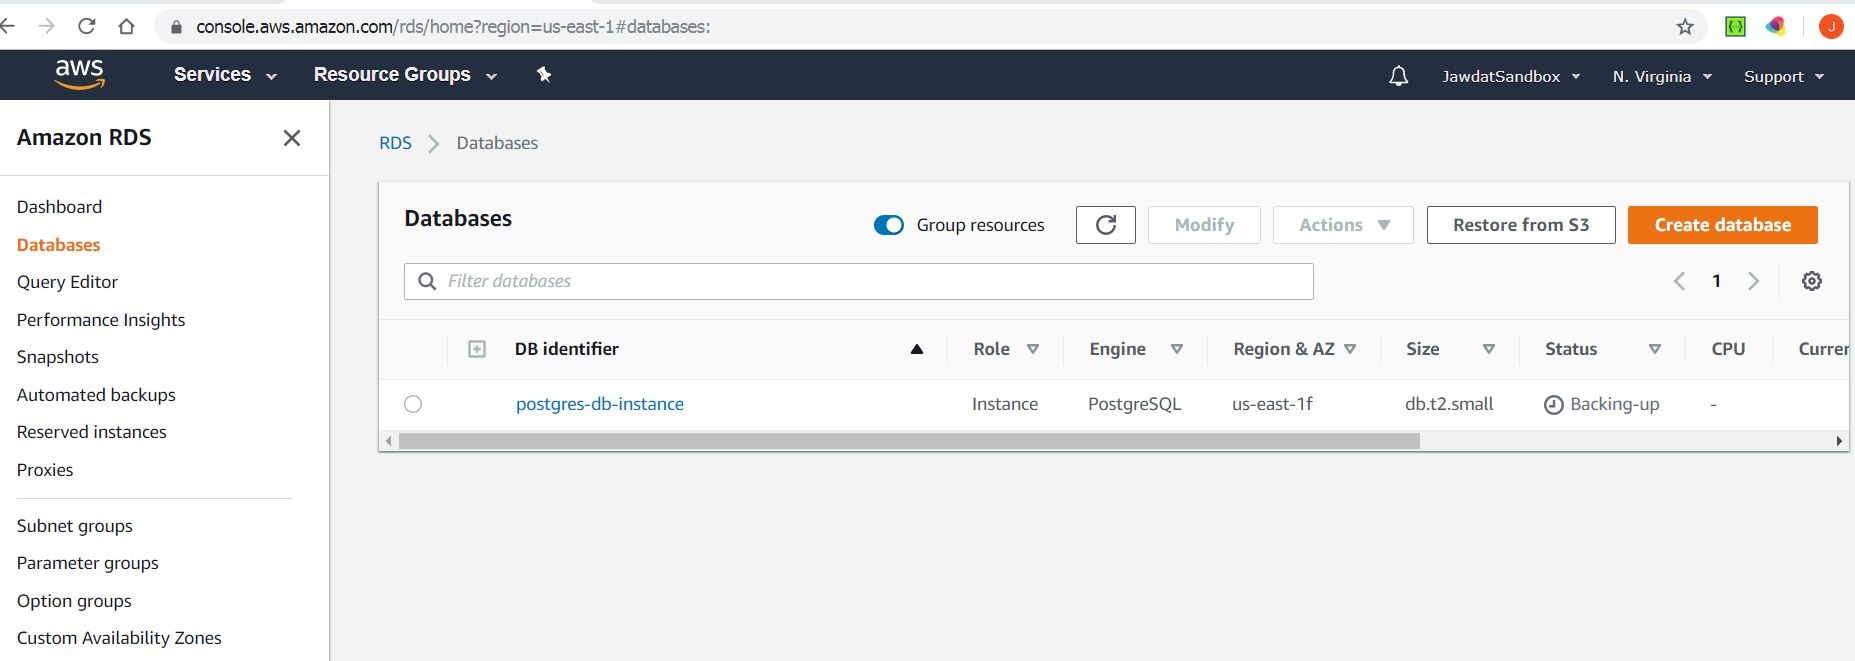 console.aws.amazon.com/rds/home?region=us-east-1#databases:
J
aws Services Resource Groups JawdatSandbox N. Virginia Support
Amazon RDS
Dashboard
Databases
Query Editor
Performance Insights
Snapshots
Automated backups
Reserved instances
Proxies
Subnet groups
Parameter groups
Option groups
Custom Availability Zones
RDS Databases
Databases Group resources Modify Actions Restore from S3 Create database
Filter databases 1
DB identifier Role Engine Region & AZ Size Status CPU Curren
postgres-db-instance Instance PostgreSQL us-east-1f db.t2.small Backing-up -